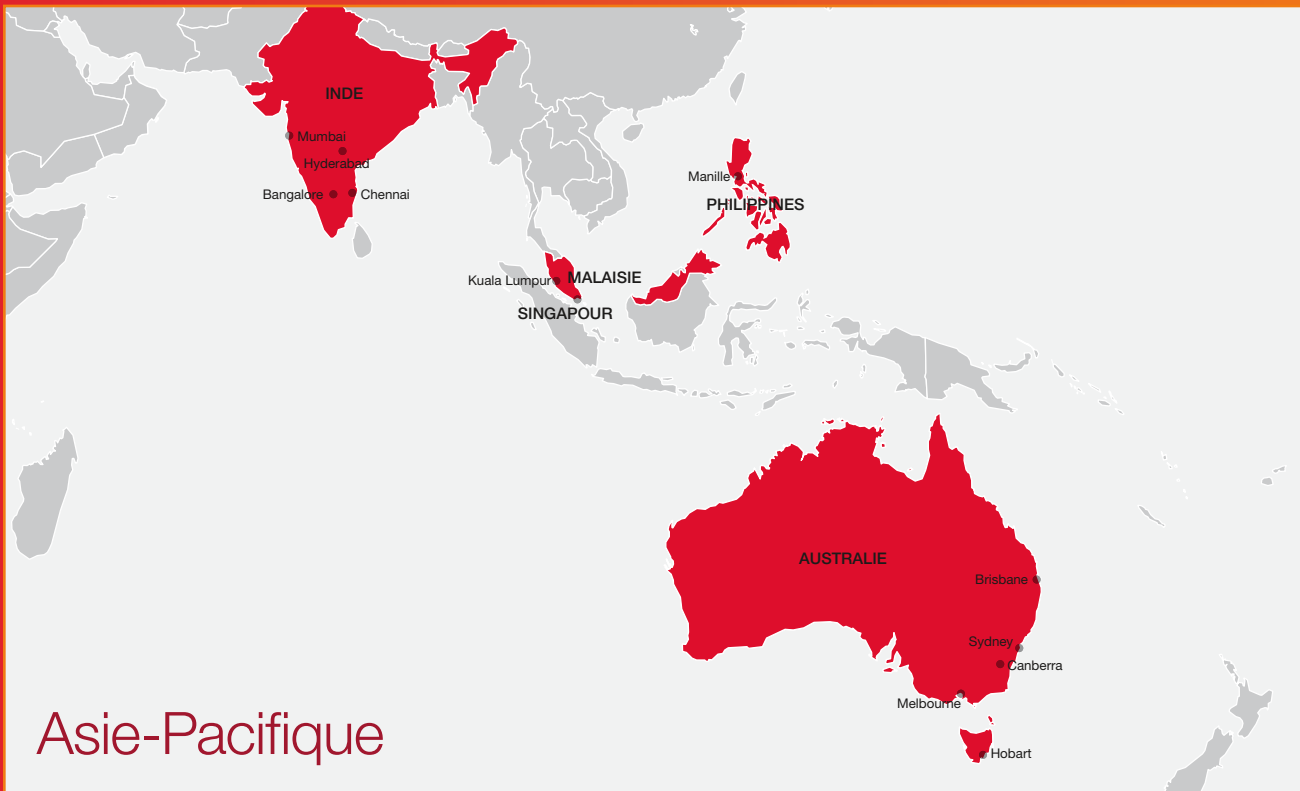 INDE
Mumbai
Hyderabad
Bangalore
Chennai
Manille
PHILIPPINES
Kuala Lumpur
MALAISIE
SINGAPOUR
AUSTRALIE
Brisbane
Sydney
Canberra
Melbourne
Asie-Pacifique
Hobart